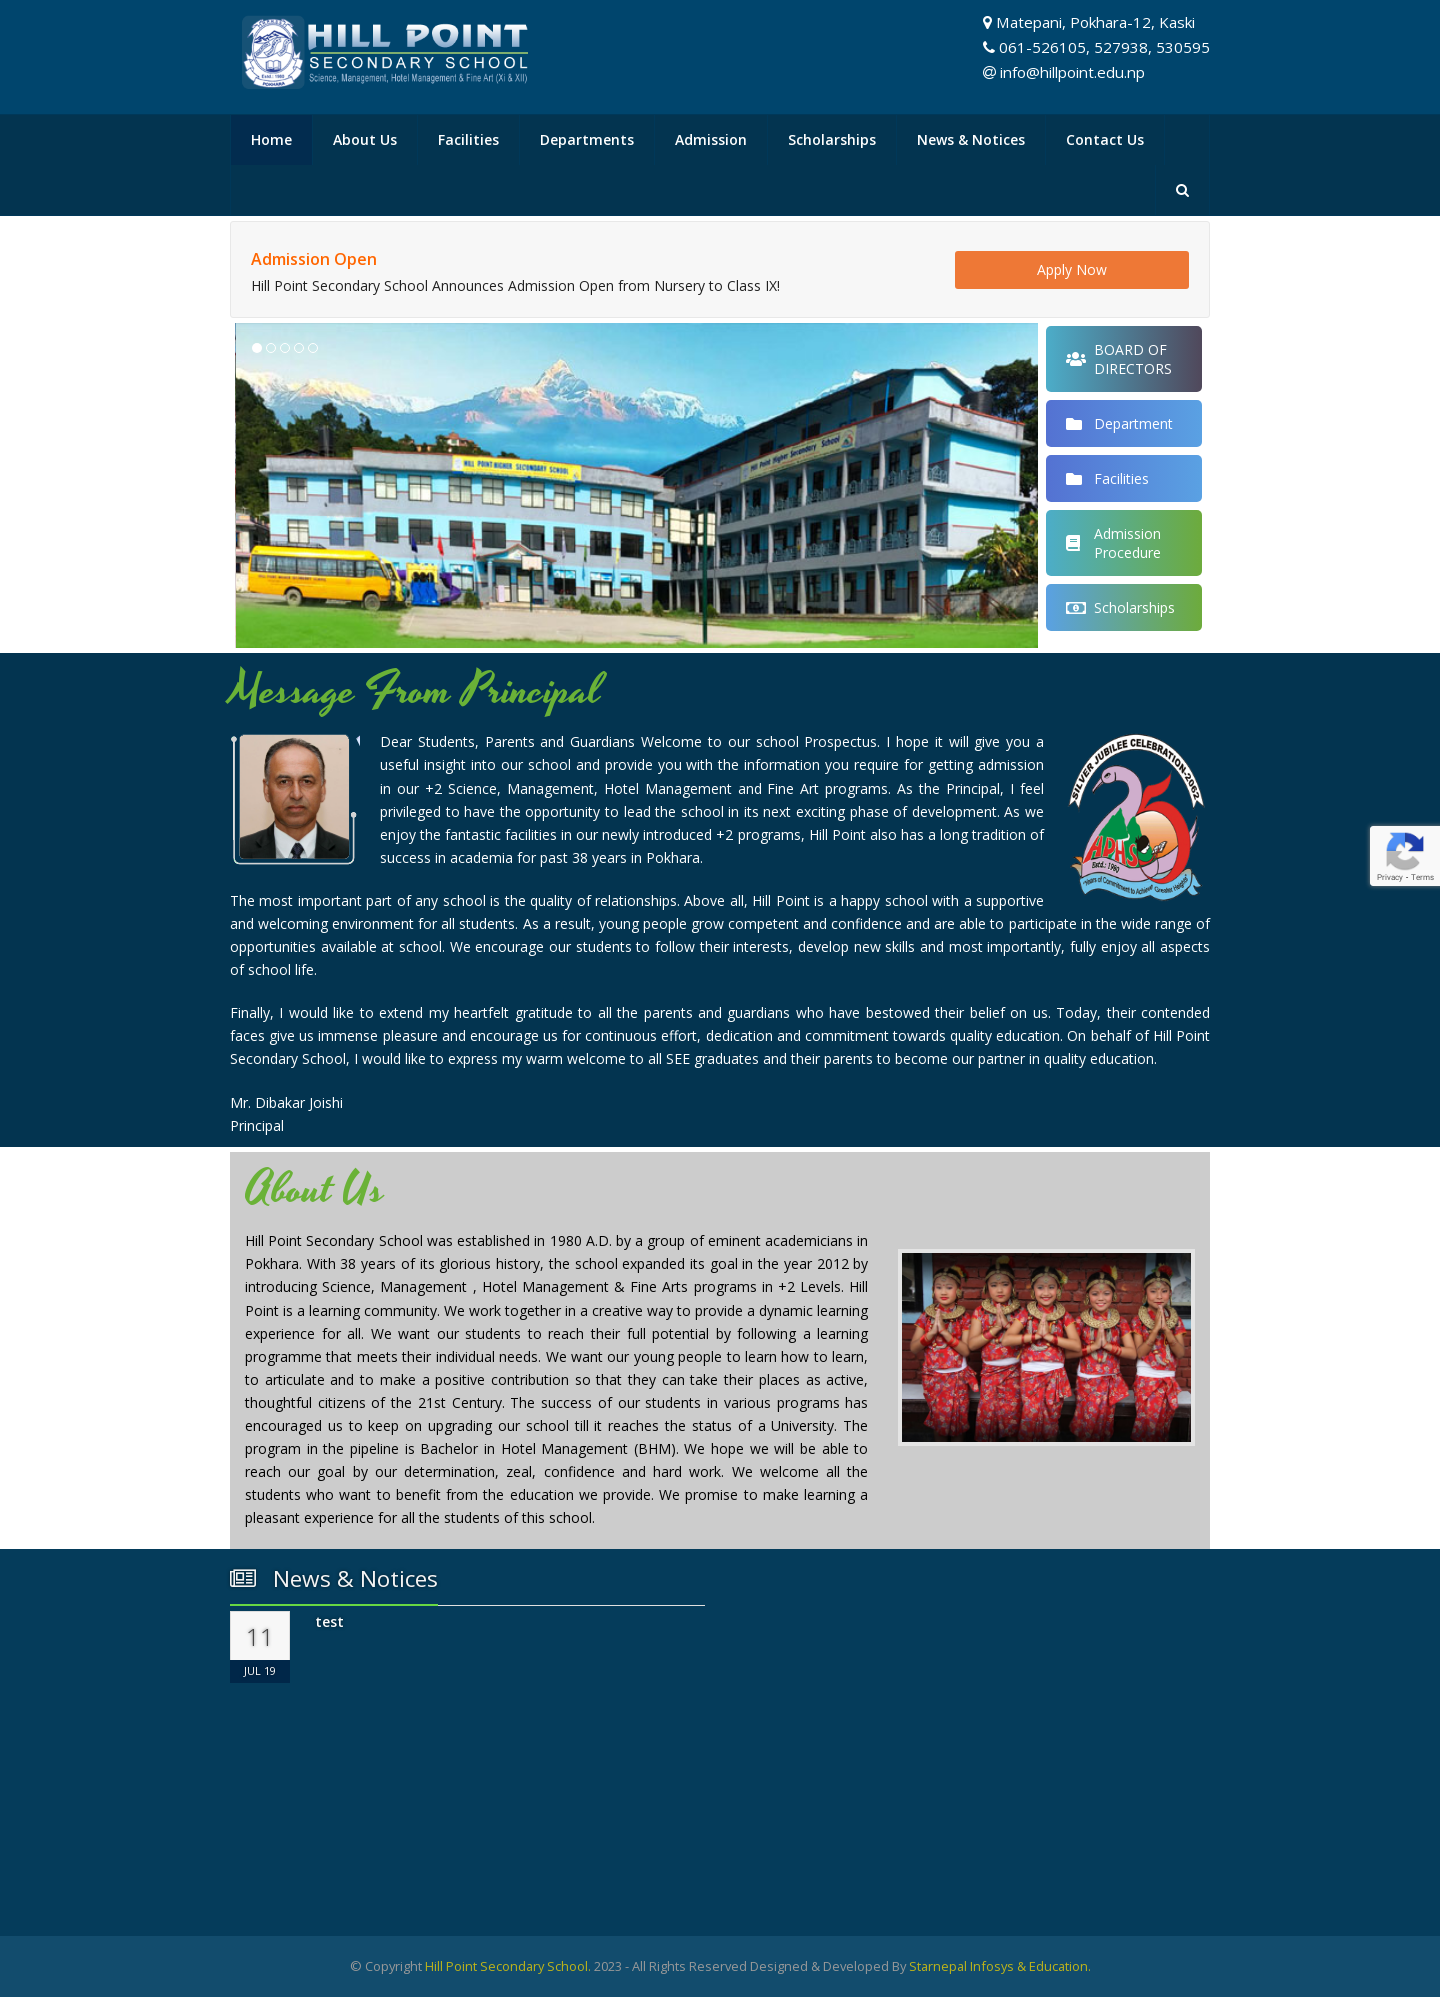 HILL POINT
SECONDARY SCHOOL
Science, Management, Hotel Management & Fine Art (Xi & XII)
Estd.: 1980
POKHARA
Matepani, Pokhara-12, Kaski
061-526105, 527938, 530595
info@hillpoint.edu.np
Home About Us Facilities Departments Admission Scholarships News & Notices Contact Us
Admission Open
Hill Point Secondary School Announces Admission Open from Nursery to Class IX!
Apply Now
HILL POINT HIGHER SECONDARY SCHOOL
Hill Point Higher Secondary School
BOARD OF
DIRECTORS
Department
Facilities
Admission
Procedure
Scholarships
Message From Principal
Dear Students, Parents and Guardians Welcome to our school Prospectus. I hope it will give you a
useful insight into our school and provide you with the information you require for getting admission
in our +2 Science, Management, Hotel Management and Fine Art programs. As the Principal, I feel
privileged to have the opportunity to lead the school in its next exciting phase of development. As we
enjoy the fantastic facilities in our newly introduced +2 programs, Hill Point also has a long tradition of
success in academia for past 38 years in Pokhara.
SILVER JUBILEE CELEBRATION-2062
APHSS
Estd.: 1980
"Years of Commitment to Achieve Greater Heights"
The most important part of any school is the quality of relationships. Above all, Hill Point is a happy school with a supportive
and welcoming environment for all students. As a result, young people grow competent and confidence and are able to participate in the wide range of
opportunities available at school. We encourage our students to follow their interests, develop new skills and most importantly, fully enjoy all aspects
of school life.
Finally, I would like to extend my heartfelt gratitude to all the parents and guardians who have bestowed their belief on us. Today, their contended
faces give us immense pleasure and encourage us for continuous effort, dedication and commitment towards quality education. On behalf of Hill Point
Secondary School, I would like to express my warm welcome to all SEE graduates and their parents to become our partner in quality education.
Mr. Dibakar Joishi
Principal
Privacy - Terms
About Us
Hill Point Secondary School was established in 1980 A.D. by a group of eminent academicians in
Pokhara. With 38 years of its glorious history, the school expanded its goal in the year 2012 by
introducing Science, Management , Hotel Management & Fine Arts programs in +2 Levels. Hill
Point is a learning community. We work together in a creative way to provide a dynamic learning
experience for all. We want our students to reach their full potential by following a learning
programme that meets their individual needs. We want our young people to learn how to learn,
to articulate and to make a positive contribution so that they can take their places as active,
thoughtful citizens of the 21st Century. The success of our students in various programs has
encouraged us to keep on upgrading our school till it reaches the status of a University. The
program in the pipeline is Bachelor in Hotel Management (BHM). We hope we will be able to
reach our goal by our determination, zeal, confidence and hard work. We welcome all the
students who want to benefit from the education we provide. We promise to make learning a
pleasant experience for all the students of this school.
News & Notices
11
JUL 19
test
© Copyright Hill Point Secondary School. 2023 - All Rights Reserved Designed & Developed By Starnepal Infosys & Education.